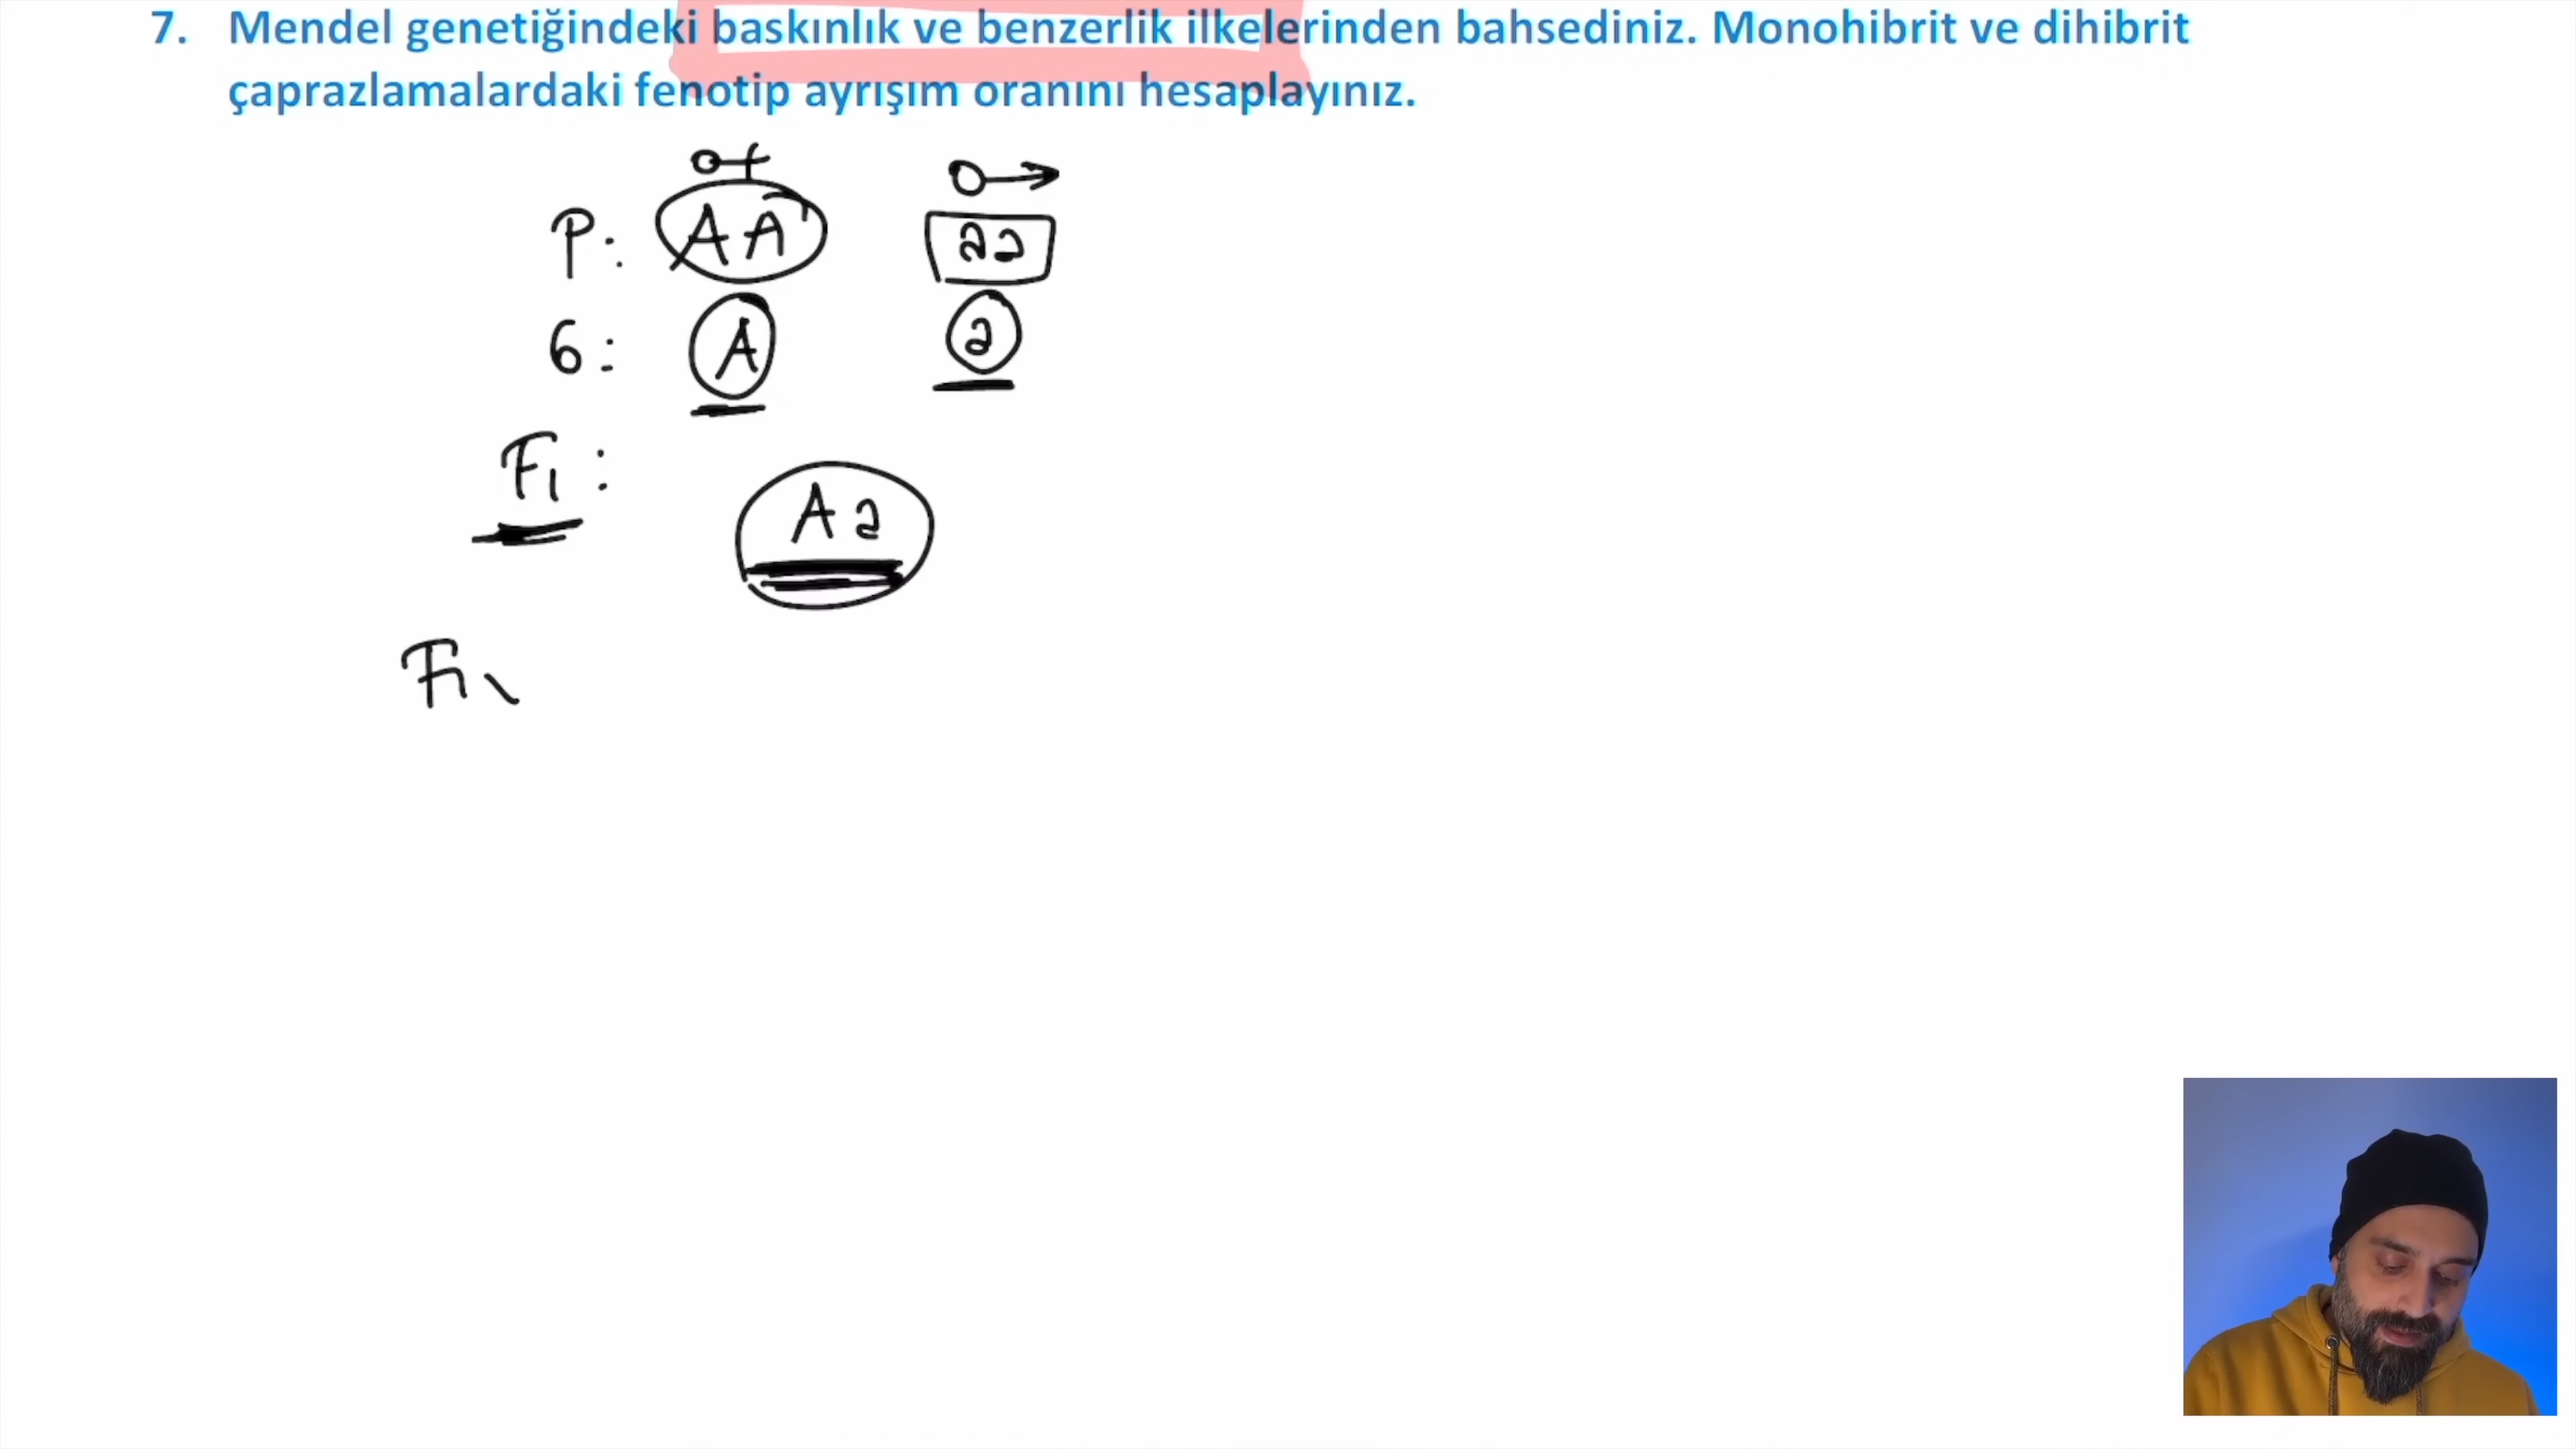 7. Mendel genetiğindeki baskınlık ve benzerlik ilkelerinden bahsediniz. Monohibrit ve dihibrit
çaprazlamalardaki fenotip ayrışım oranını hesaplayınız.
P: AA aa
G: A a
F1:
Aa
F1